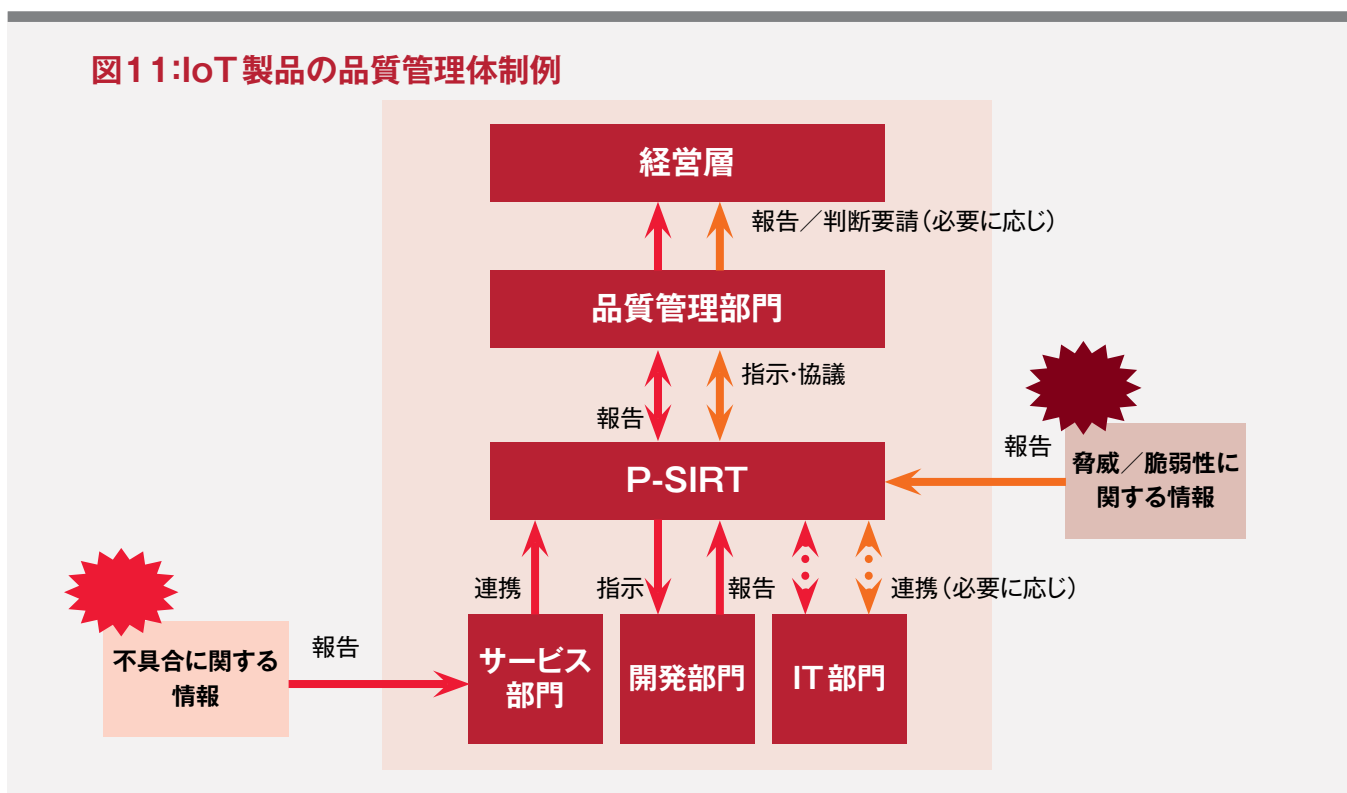 図11:IoT製品の品質管理体制例
経営層
報告／判断要請(必要に応じ)
品質管理部門
指示・協議
報告
P-SIRT
報告
脅威／脆弱性に
関する情報
連携
指示
報告
連携(必要に応じ)
不具合に関する
情報
報告
サービス
部門
開発部門
IT部門